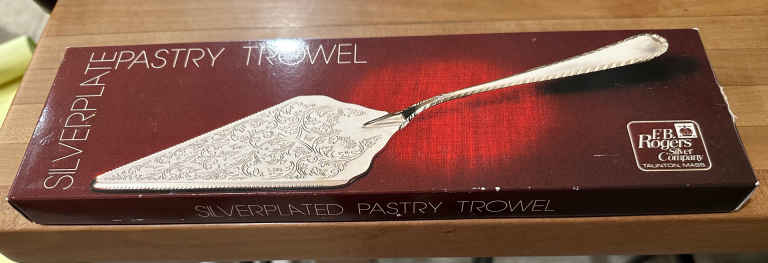 SILVERPLATE
PASTRY TROWEL
F.B.
Rogers
Silver
Company
TAUNTON, MASS
SILVERPLATED PASTRY TROWEL